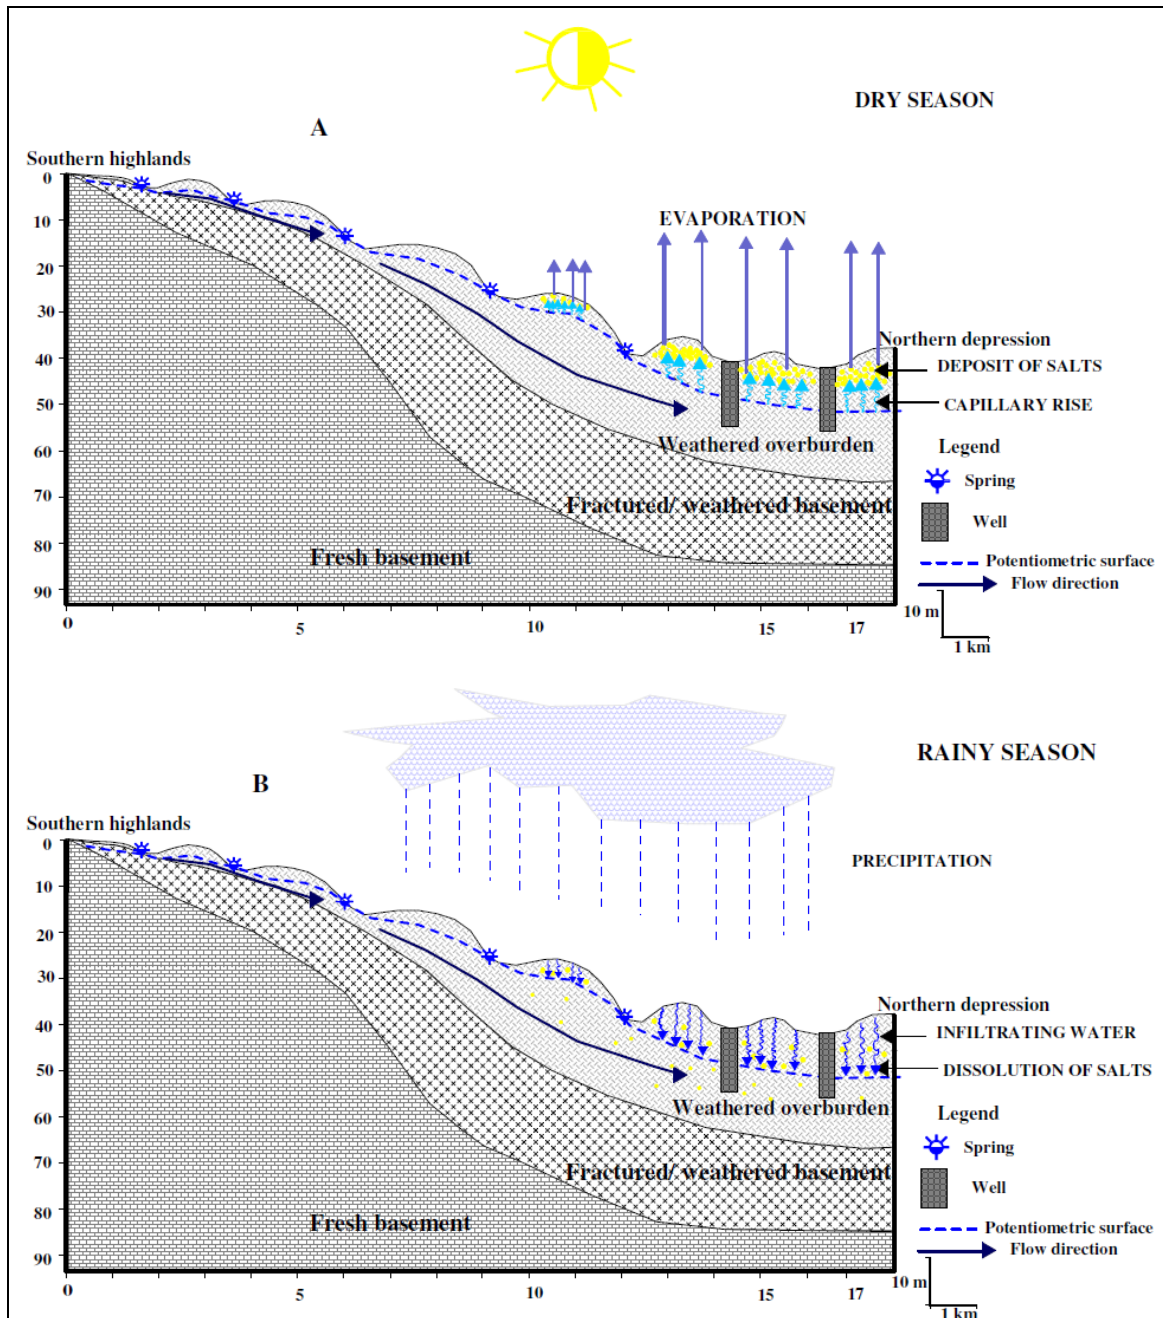 DRY SEASON
A
Southern highlands
0
10
20
30
40
50
60
70
80
90
EVAPORATION
Northern depression
DEPOSIT OF SALTS
CAPILLARY RISE
Weathered overburden
Fractured/ weathered basement
Fresh basement
Legend
Spring
Well
Potentiometric surface
Flow direction
10 m
1 km
0
5
10
15
17
RAINY SEASON
B
Southern highlands
0
10
20
30
40
50
60
70
80
90
PRECIPITATION
Northern depression
INFILTRATING WATER
DISSOLUTION OF SALTS
Weathered overburden
Fractured/ weathered basement
Fresh basement
Legend
Spring
Well
Potentiometric surface
Flow direction
10 m
1 km
0
5
10
15
17